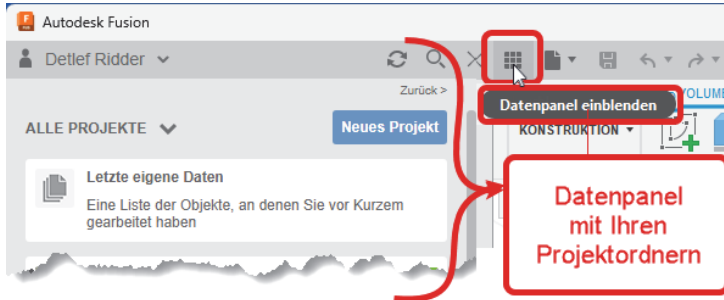 Autodesk Fusion
Detlef Ridder
Zurück >
Datenpanel einblenden
VOLUME
ALLE PROJEKTE
Neues Projekt
KONSTRUKTION
Letzte eigene Daten
Eine Liste der Objekte, an denen Sie vor Kurzem
gearbeitet haben
Datenpanel
mit Ihren
Projektordnern